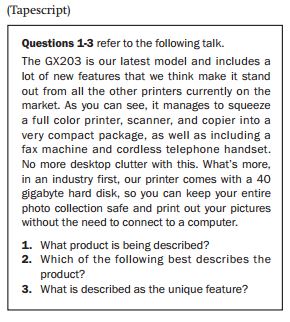 (Tapescript)
Questions 1-3 refer to the following talk.
The GX203 is our latest model and includes a
lot of new features that we think make it stand
out from all the other printers currently on the
market. As you can see, it manages to squeeze
a full color printer, scanner, and copier into a
very compact package, as well as including a
fax machine and cordless telephone handset.
No more desktop clutter with this. What's more,
in an industry first, our printer comes with a 40
gigabyte hard disk, so you can keep your entire
photo collection safe and print out your pictures
without the need to connect to a computer.
1. What product is being described?
2. Which of the following best describes the
product?
3. What is described as the unique feature?